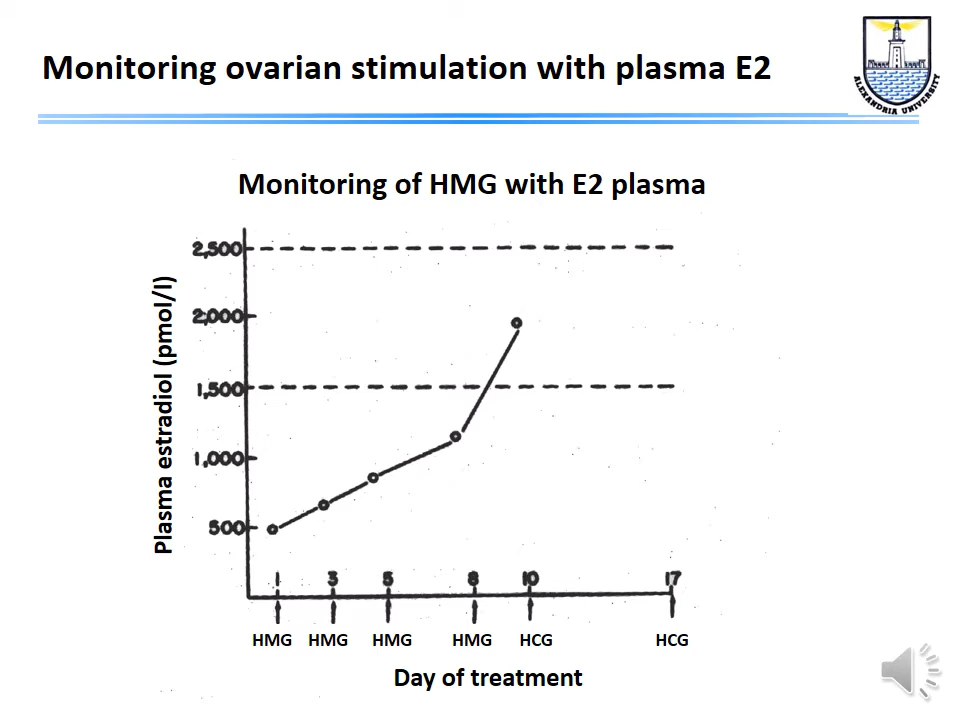 Monitoring ovarian stimulation with plasma E2
ALEXANDRIA UNIVERSITY
Monitoring of HMG with E2 plasma
Plasma estradiol (pmol/l)
2,500
2,000
1,500
1,000
500
1 3 5 8 10 17
HMG HMG HMG HMG HCG HCG
Day of treatment